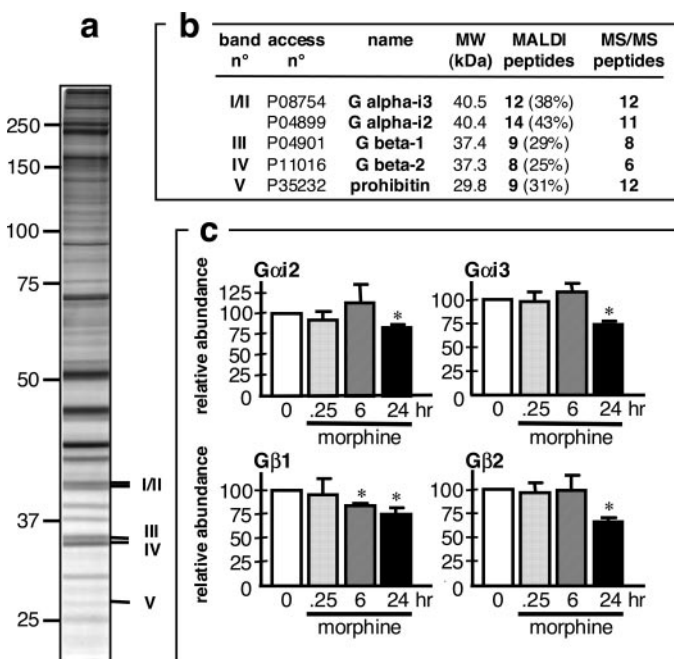 a
250
150
100
75
50
37
25
I/II
III
IV
V
b
band access name MW MALDI MS/MS
n° n° (kDa) peptides peptides
I/II P08754 G alpha-i3 40.5 12 (38%) 12
P04899 G alpha-i2 40.4 14 (43%) 11
III P04901 G beta-1 37.4 9 (29%) 8
IV P11016 G beta-2 37.3 8 (25%) 6
V P35232 prohibitin 29.8 9 (31%) 12
c
Gαi2
relative abundance
125
100
75
50
25
0
*
0 .25 6 24 hr
morphine
Gαi3
100
75
50
25
0
*
0 .25 6 24 hr
morphine
Gβ1
relative abundance
100
75
50
25
0
* *
0 .25 6 24 hr
morphine
Gβ2
100
75
50
25
0
*
0 .25 6 24 hr
morphine